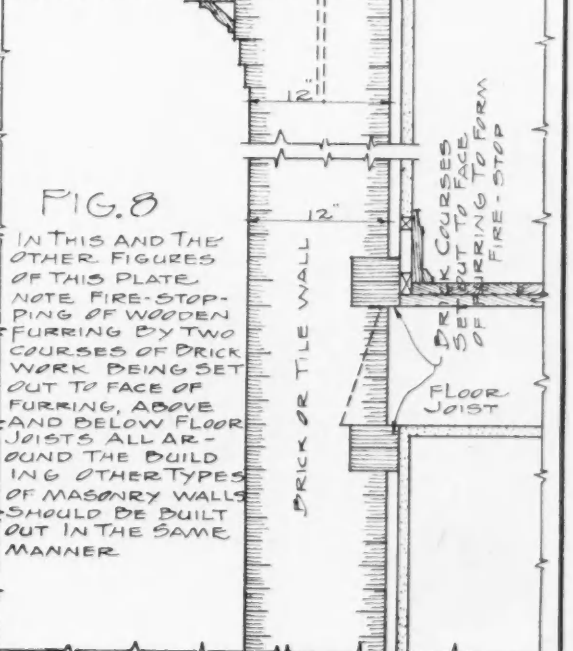 12"
12"
BRICK COURSES
SET OUT TO FACE
OF FURRING TO FORM
FIRE-STOP
FIG. 8
IN THIS AND THE
OTHER FIGURES
OF THIS PLATE
NOTE FIRE-STOP-
PING OF WOODEN
FURRING BY TWO
COURSES OF BRICK
WORK BEING SET
OUT TO FACE OF
FURRING, ABOVE
AND BELOW FLOOR
JOISTS ALL AR-
OUND THE BUILD
ING OTHER TYPES
OF MASONRY WALLS
SHOULD BE BUILT
OUT IN THE SAME
MANNER
BRICK OR TILE WALL
FLOOR
JOIST